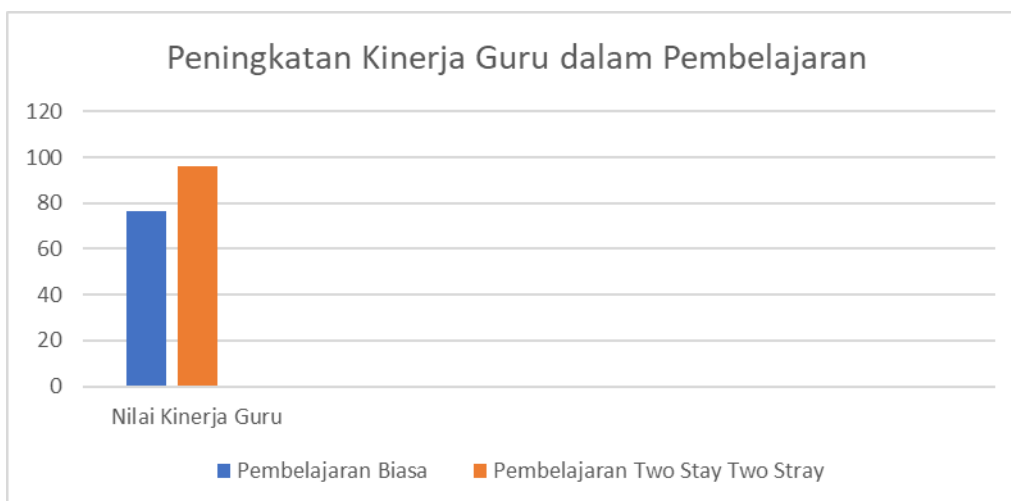 Peningkatan Kinerja Guru dalam Pembelajaran
120
100
80
60
40
20
0
Nilai Kinerja Guru
Pembelajaran Biasa Pembelajaran Two Stay Two Stray